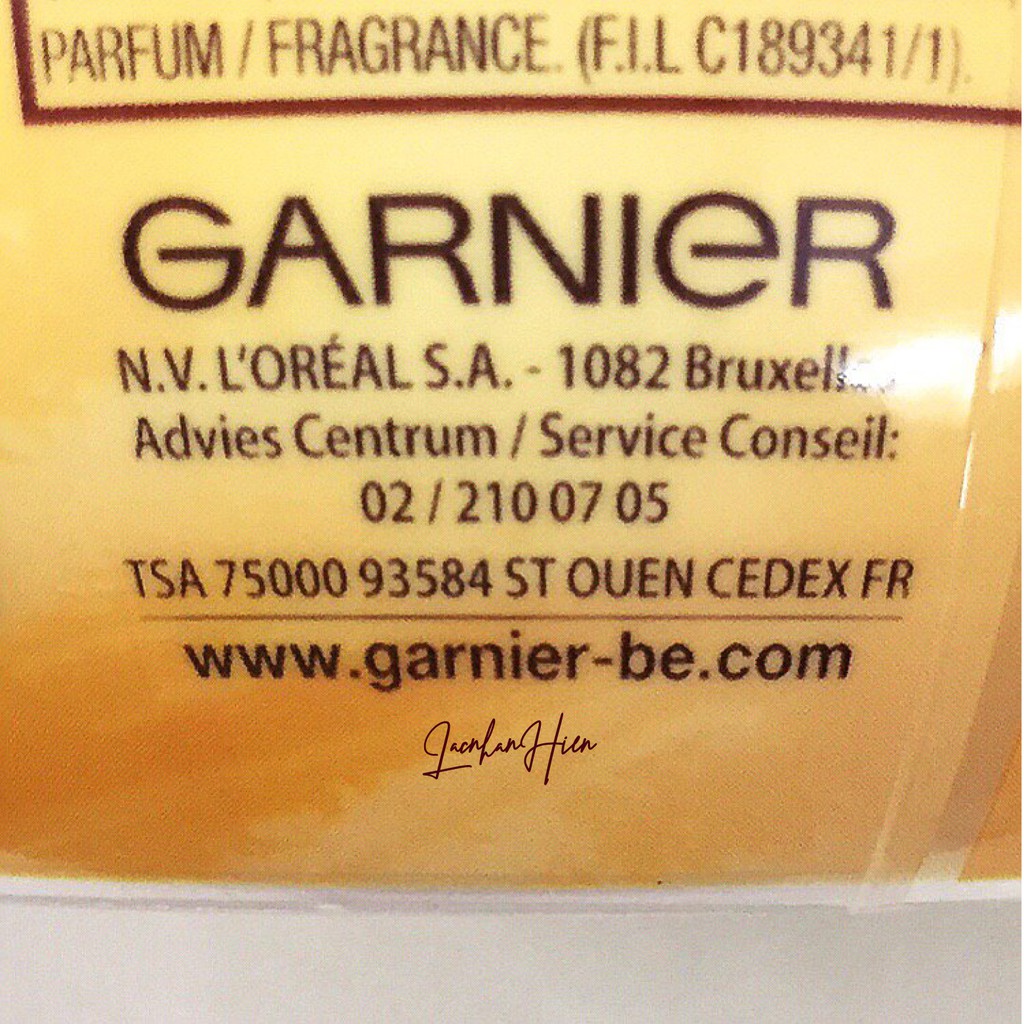 PARFUM / FRAGRANCE. (F.I.L C189341/1).
GARNIER
N.V. L'ORÉAL S.A. - 1082
Advies Centrum / Service Conseil:
02 / 210 07 05
TSA 75000 93584 ST OUEN CEDEX FR
www.garnier-be.com
LacnhanHien